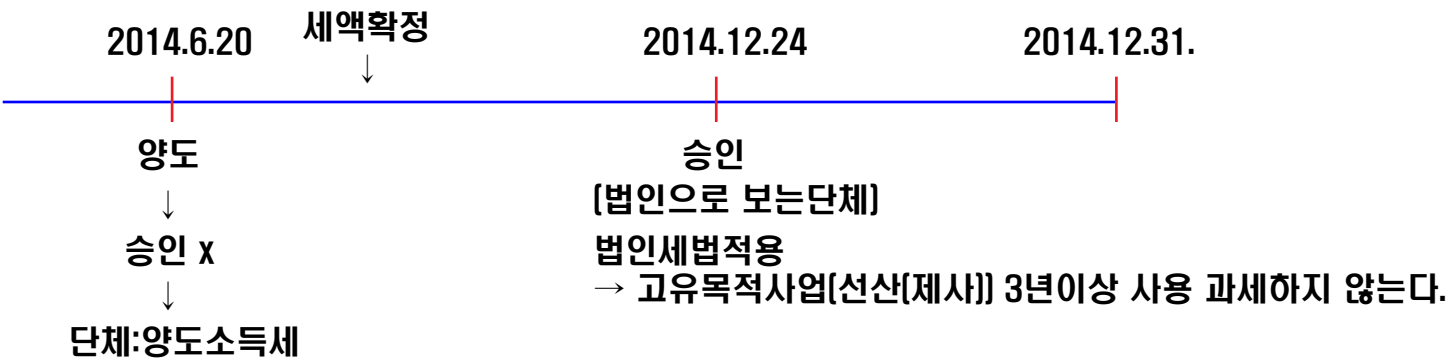 세액확정
2014.6.20
2014.12.24
2014.12.31.
↓
양도
↓
승인 x
↓
단체:양도소득세
승인
(법인으로 보는단체)
법인세법적용
→ 고유목적사업(선산(제사)) 3년이상 사용 과세하지 않는다.